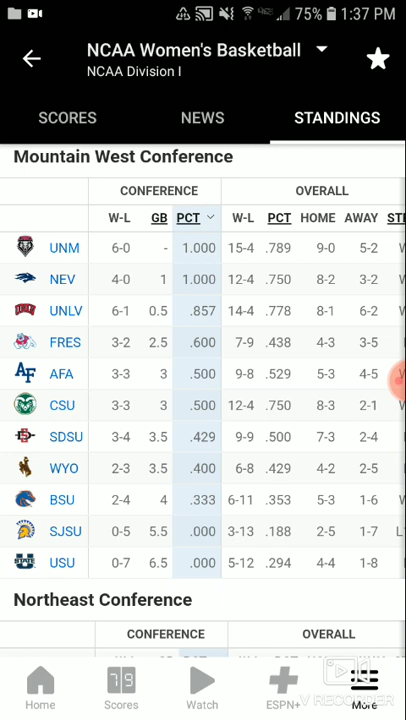 75% 1:37 PM
NCAA Women's Basketball
NCAA Division I
SCORES NEWS STANDINGS
Mountain West Conference
CONFERENCE OVERALL
W-L GB PCT W-L PCT HOME AWAY
UNM 6-0 - 1.000 15-4 .789 9-0 5-2
NEV 4-0 1 1.000 12-4 .750 8-2 3-2
UNLV 6-1 0.5 .857 14-4 .778 8-1 6-2
FRES 3-2 2.5 .600 7-9 .438 4-3 3-5
AFA 3-3 3 .500 9-8 .529 5-3 4-5
CSU 3-3 3 .500 12-4 .750 8-3 2-1
SDSU 3-4 3.5 .429 9-9 .500 7-3 2-4
WYO 2-3 3.5 .400 6-8 .429 4-2 2-5
BSU 2-4 4 .333 6-11 .353 5-3 1-6
SJSU 0-5 5.5 .000 3-13 .188 2-5 1-7
USU 0-7 6.5 .000 5-12 .294 4-4 1-8
Northeast Conference
CONFERENCE OVERALL
Home Scores Watch ESPN+ More
V RECORDER